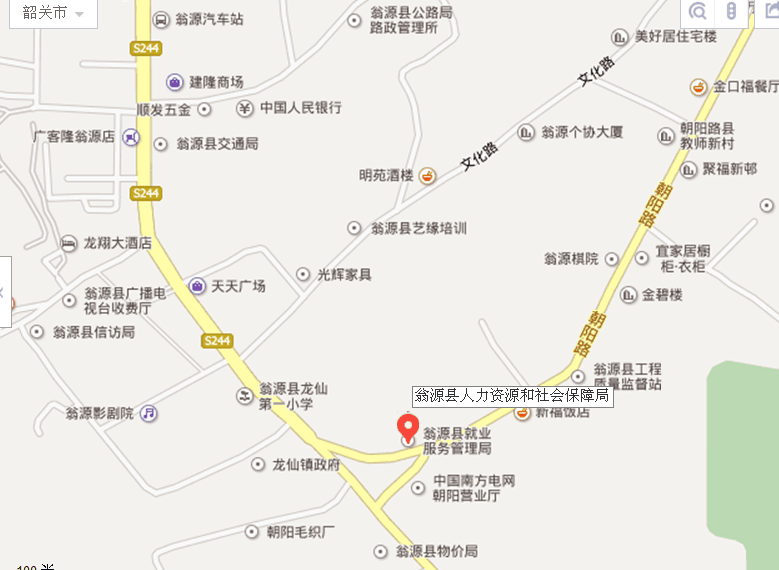 韶关市
翁源汽车站
翁源县公路局
路政管理所
美好居住宅楼
S244
建隆商场
文化路
金口福餐厅
顺发五金
中国人民银行
广客隆翁源店
翁源县交通局
翁源个协大厦
朝阳路县
教师新村
文化路
明苑酒楼
聚福新邨
S244
朝阳路
翁源县艺缘培训
龙翔大酒店
宜家居橱
柜·衣柜
翁源棋院
光辉家具
天天广场
翁源县广播电
视台收费厅
金碧楼
朝阳路
翁源县信访局
S244
翁源县工程
质量监督站
翁源县龙仙
第一小学
翁源县人力资源和社会保障局
翁源影剧院
新福饭店
翁源县就业
服务管理局
龙仙镇政府
中国南方电网
朝阳营业厅
朝阳毛织厂
翁源县物价局
100 米